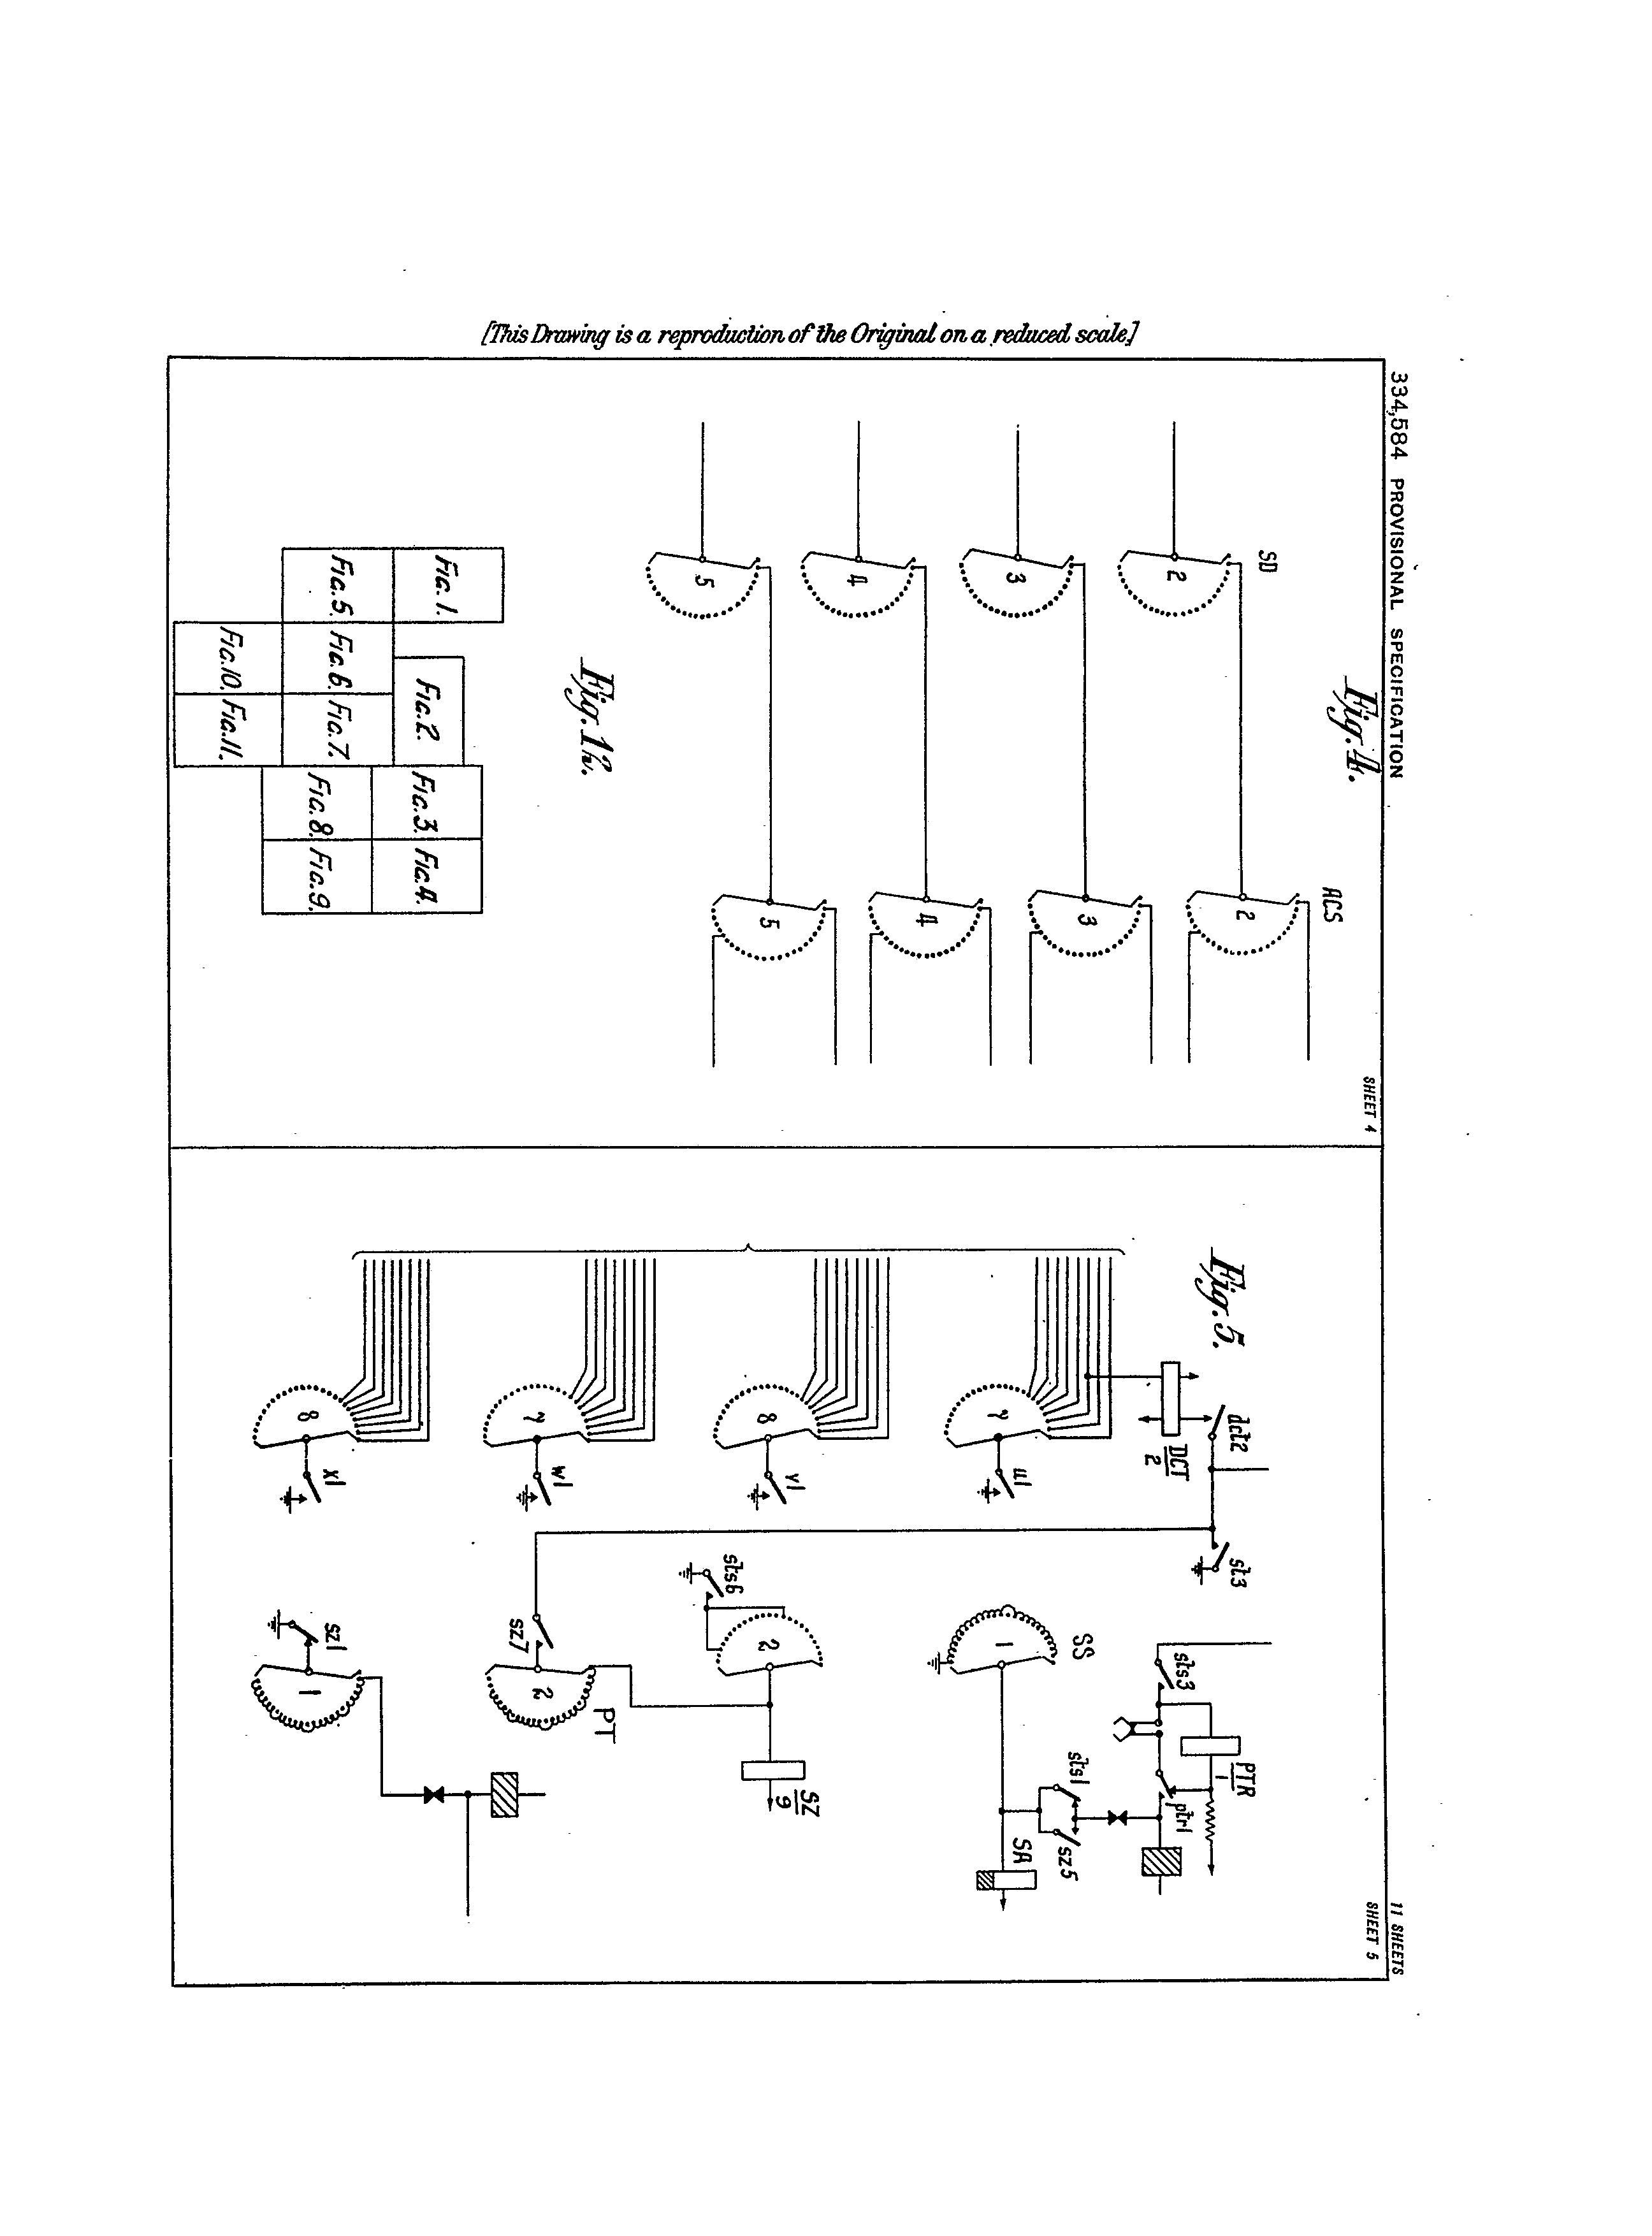 [This Drawing is a reproduction of the Original on a reduced scale]
334,584 PROVISIONAL SPECIFICATION
11 SHEETS
SHEET 4
SHEET 5
Fig. 4.
SD
ACS
2
2
3
3
4
4
5
5
Fig. 12.
FIG. 1.
FIG. 2.
FIG. 3.
FIG. 4.
FIG. 5.
FIG. 6.
FIG. 7.
FIG. 8.
FIG. 9.
FIG. 10.
FIG. 11.
Fig. 5.
dct2
DCT
2
st3
sts3
PTR
1
ptr1
7
u1
SS
1
sts1
sz5
SA
8
v1
sts6
2
SZ
9
7
w1
sz7
2
PT
8
x1
sz1
1